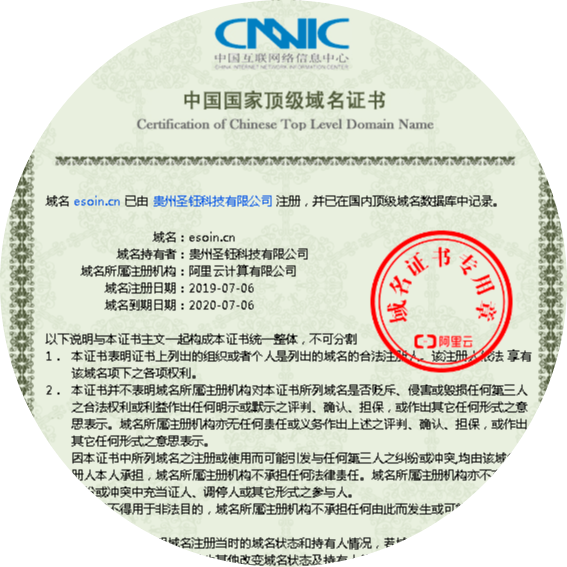 CNNIC
中国互联网络信息中心
CHINA INTERNET NETWORK INFORMATION CENTER
中国国家顶级域名证书
Certification of Chinese Top Level Domain Name
域名 esoin.cn 已由 贵州圣钰科技有限公司 注册，并已在国内顶级域名数据库中记录。
域名：esoin.cn
域名持有者：贵州圣钰科技有限公司
域名所属注册机构：阿里云计算有限公司
域名注册日期：2019-07-06
域名到期日期：2020-07-06
域名证书专用章
阿里云
以下说明与本证书主文一起构成本证书统一整体，不可分割
1. 本证书表明证书上列出的组织或者个人是列出的域名的合法注册人。该注册人依法 享有
该域名项下之各项权利。
2. 本证书并不表明域名所属注册机构对本证书所列域名是否贬斥、侵害或毁损任何第三人
之合法权利或利益作出任何明示或默示之评判、确认、担保，或作出其它任何形式之意
思表示。域名所属注册机构亦无任何责任或义务作出上述之评判、确认、担保，或作出
其它任何形式之意思表示。
因本证书中所列域名之注册或使用而可能引发与任何第三人之纠纷或冲突,均由该域
册人本人承担，域名所属注册机构不承担任何法律责任。域名所属注册机构亦不
纷或冲突中充当证人、调停人或其它形式之参与人。
不得用于非法目的，域名所属注册机构不承担任何由此而发生或可
域名注册当时的域名状态和持有人情况，若
其他改变域名状态及持有人